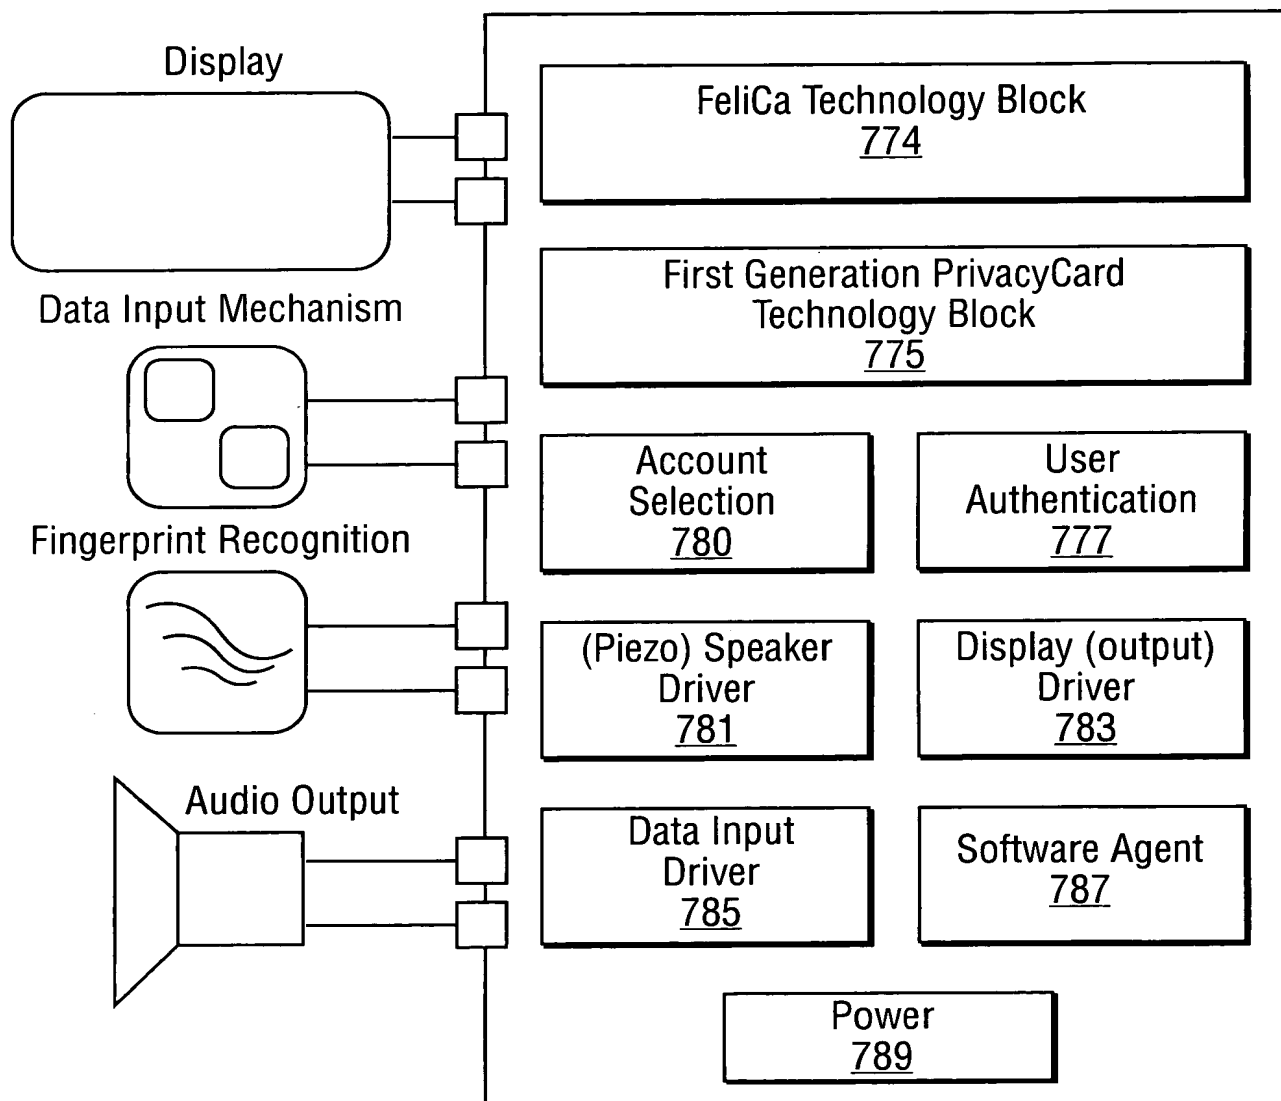 Display
Data Input Mechanism
Fingerprint Recognition
Audio Output
FeliCa Technology Block
774
First Generation PrivacyCard
Technology Block
775
Account
Selection
780
User
Authentication
777
(Piezo) Speaker
Driver
781
Display (output)
Driver
783
Data Input
Driver
785
Software Agent
787
Power
789